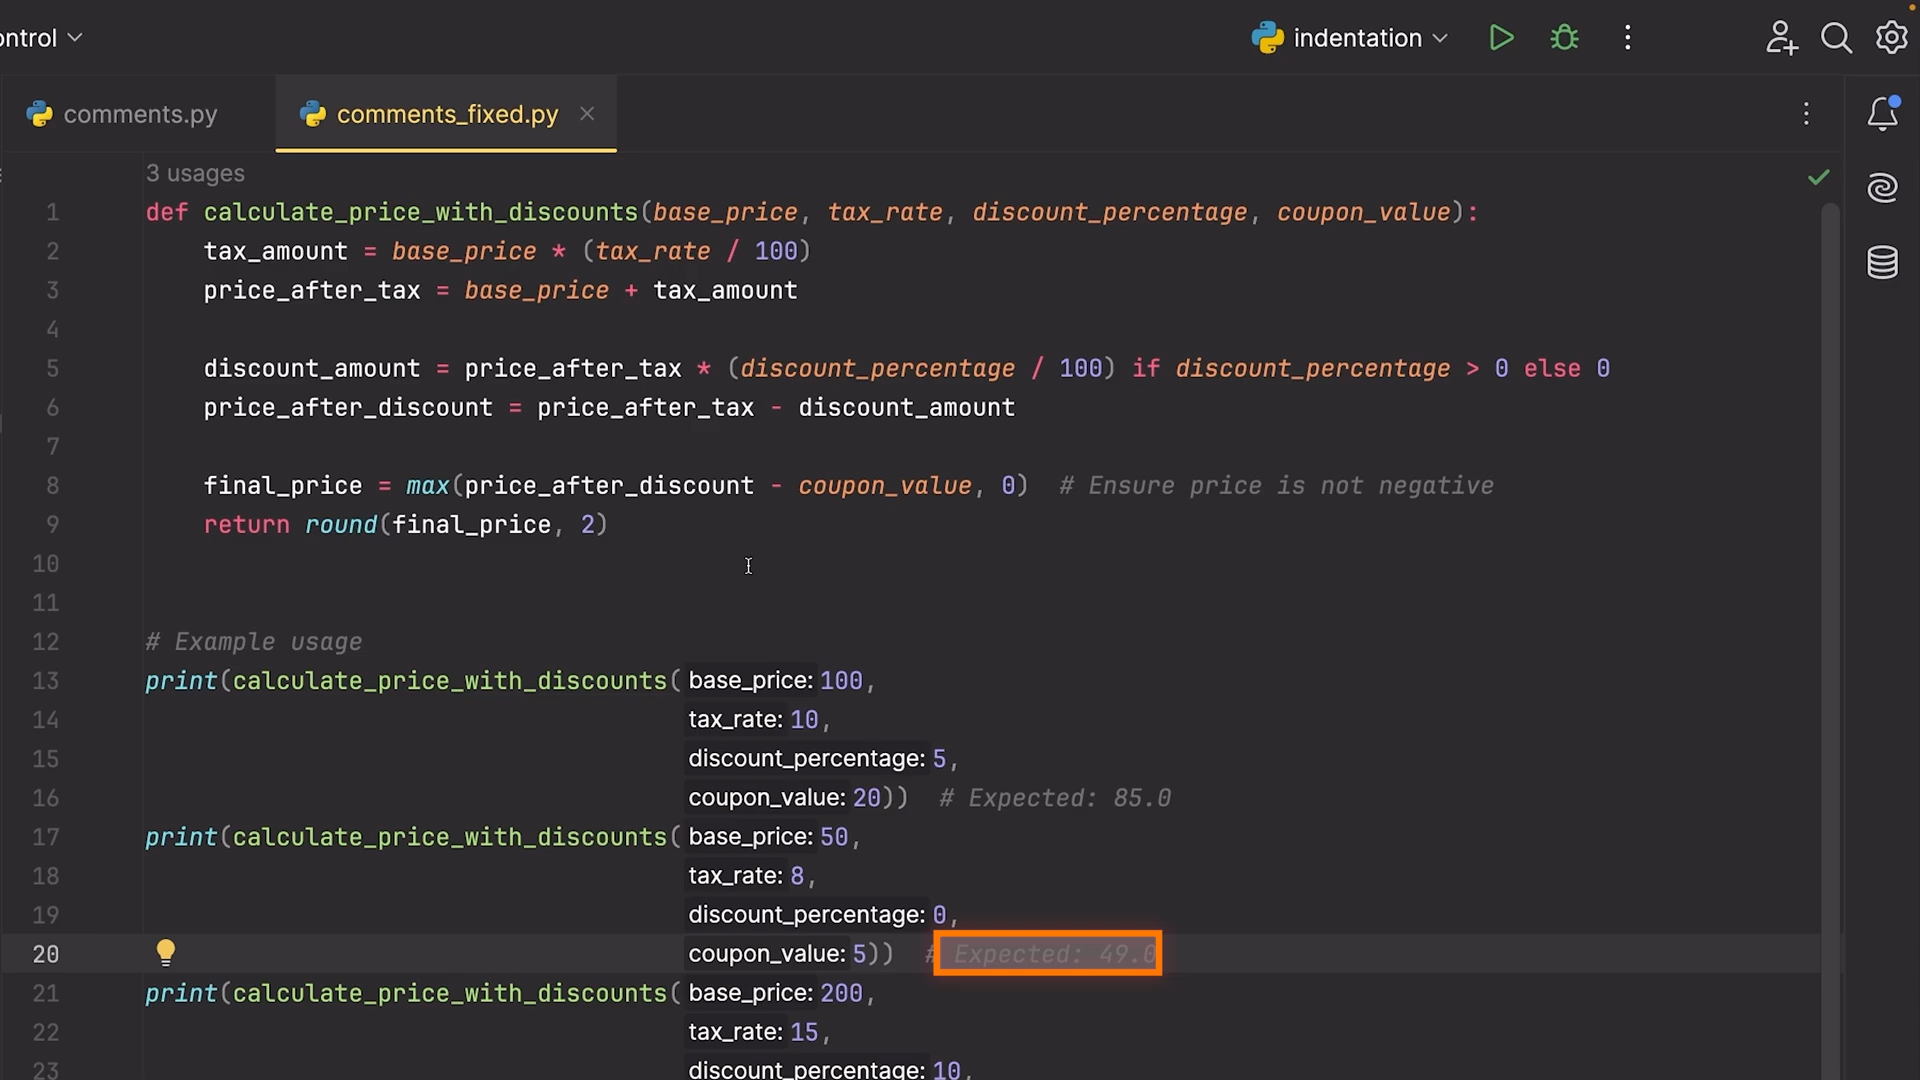 ontrol
indentation
comments.py
comments_fixed.py
3 usages
1 def calculate_price_with_discounts(base_price, tax_rate, discount_percentage, coupon_value):
2 tax_amount = base_price * (tax_rate / 100)
3 price_after_tax = base_price + tax_amount
4
5 discount_amount = price_after_tax * (discount_percentage / 100) if discount_percentage > 0 else 0
6 price_after_discount = price_after_tax - discount_amount
7
8 final_price = max(price_after_discount - coupon_value, 0)  # Ensure price is not negative
9 return round(final_price, 2)
10
11
12 # Example usage
13 print(calculate_price_with_discounts( base_price: 100,
14 tax_rate: 10,
15 discount_percentage: 5,
16 coupon_value: 20))  # Expected: 85.0
17 print(calculate_price_with_discounts( base_price: 50,
18 tax_rate: 8,
19 discount_percentage: 0,
20 coupon_value: 5))  # Expected: 49.0
21 print(calculate_price_with_discounts( base_price: 200,
22 tax_rate: 15,
23 discount_percentage: 10,